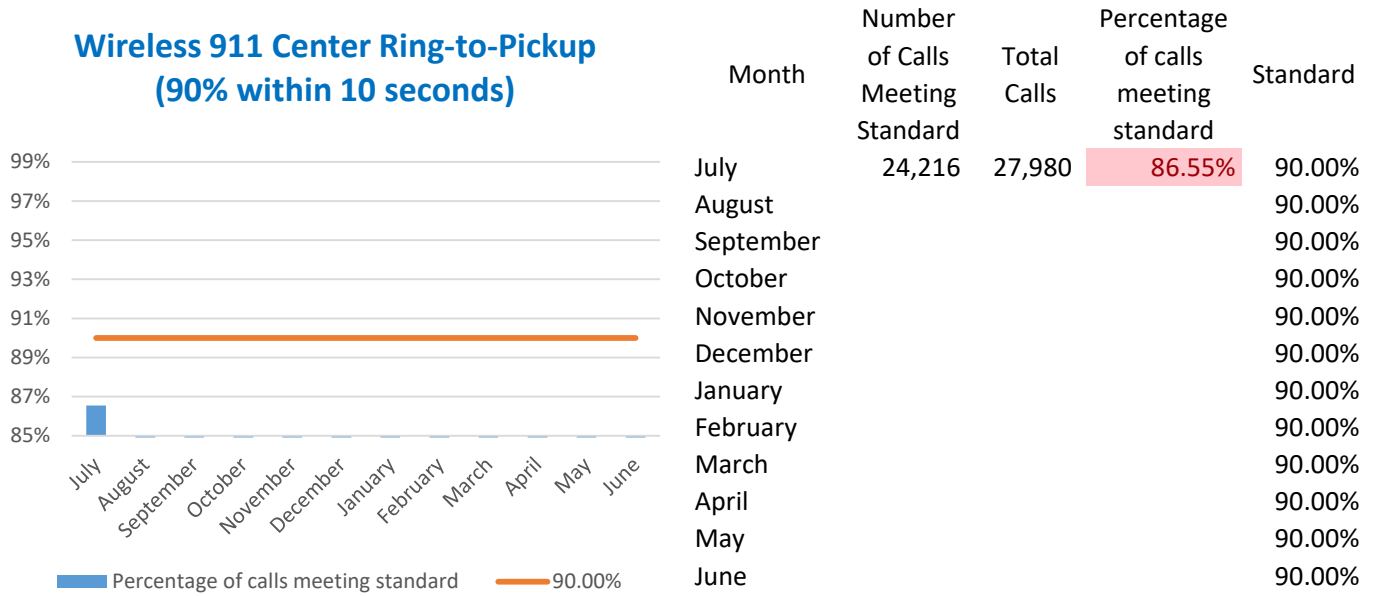 Wireless 911 Center Ring-to-Pickup
(90% within 10 seconds)
99%
97%
95%
93%
91%
89%
87%
85%
July
August
September
October
November
December
January
February
March
April
May
June
Percentage of calls meeting standard
90.00%
Month
Number
of Calls
Meeting
Standard
Total
Calls
Percentage
of calls
meeting
standard
Standard
July 24,216 27,980 86.55% 90.00%
August 90.00%
September 90.00%
October 90.00%
November 90.00%
December 90.00%
January 90.00%
February 90.00%
March 90.00%
April 90.00%
May 90.00%
June 90.00%